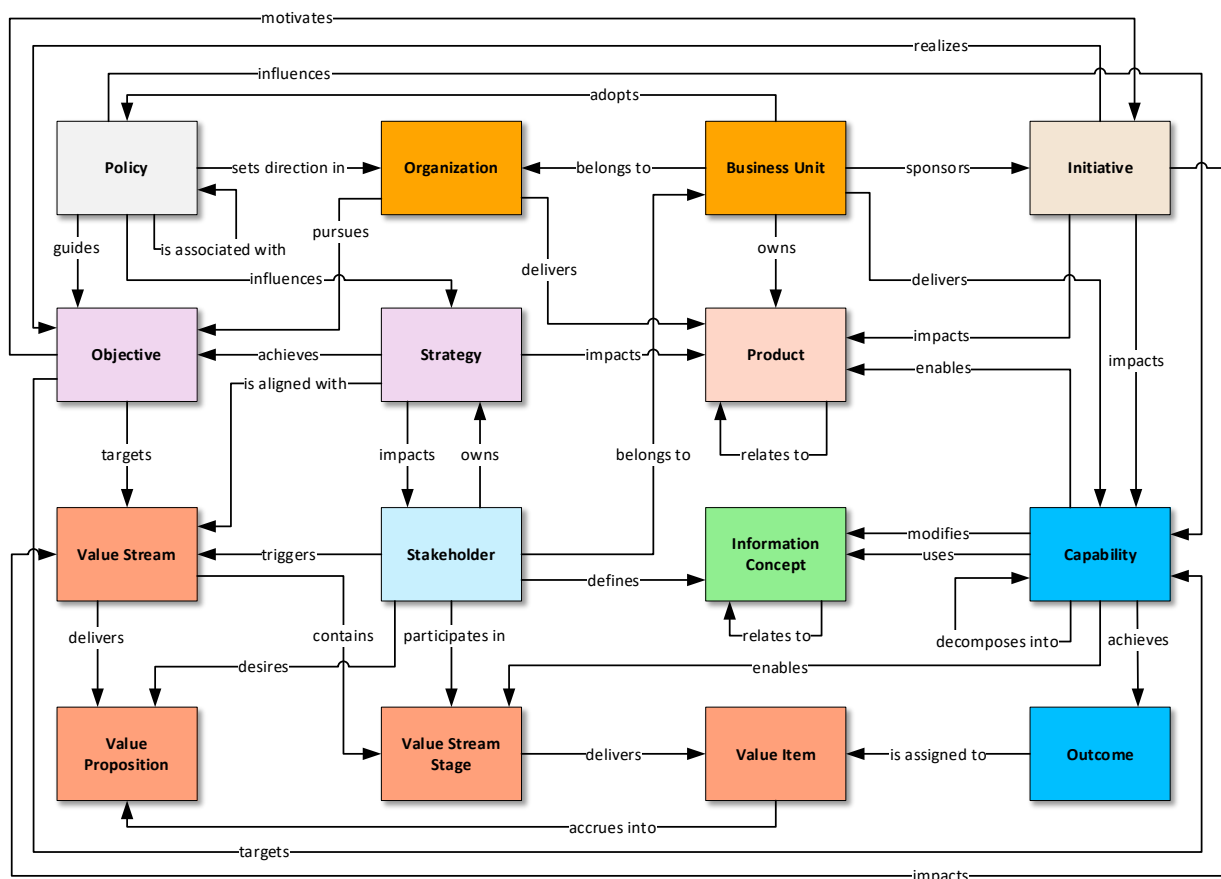 motivates
realizes
influences
adopts
Policy
sets direction in
Organization
belongs to
Business Unit
sponsors
Initiative
guides
is associated with
pursues
owns
influences
delivers
delivers
Objective
achieves
Strategy
impacts
Product
impacts
impacts
enables
is aligned with
targets
impacts
owns
belongs to
relates to
Value Stream
triggers
Stakeholder
defines
Information
Concept
modifies
uses
Capability
delivers
contains
participates in
relates to
decomposes into
achieves
desires
enables
Value
Proposition
Value Stream
Stage
delivers
Value Item
is assigned to
Outcome
accrues into
targets
impacts